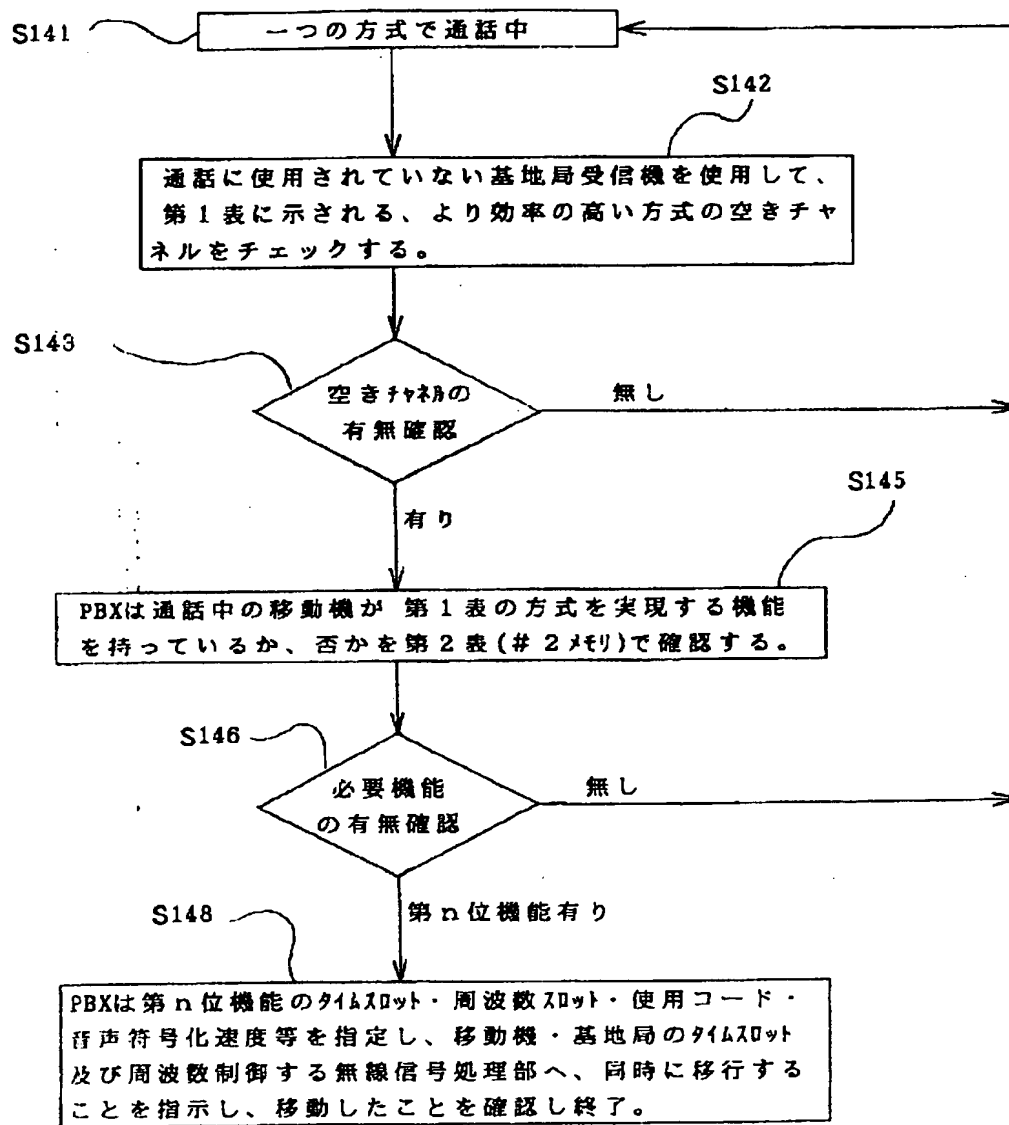 S141
一つの方式で通話中
S142
通話に使用されていない基地局受信機を使用して、
第1表に示される、より効率の高い方式の空きチャ
ネルをチェックする。
S143
空きチャネルの
有無確認
無し
有り
S145
PBXは通話中の移動機が 第1表の方式を実現する機能
を持っているか、否かを第2表(#2メモリ)で確認する。
S146
必要機能
の有無確認
無し
第n位機能有り
S148
PBXは第n位機能のタイムスロット・周波数スロット・使用コード・
音声符号化速度等を指定し、移動機・基地局のタイムスロット
及び周波数制御する無線信号処理部へ、同時に移行する
ことを指示し、移動したことを確認し終了。